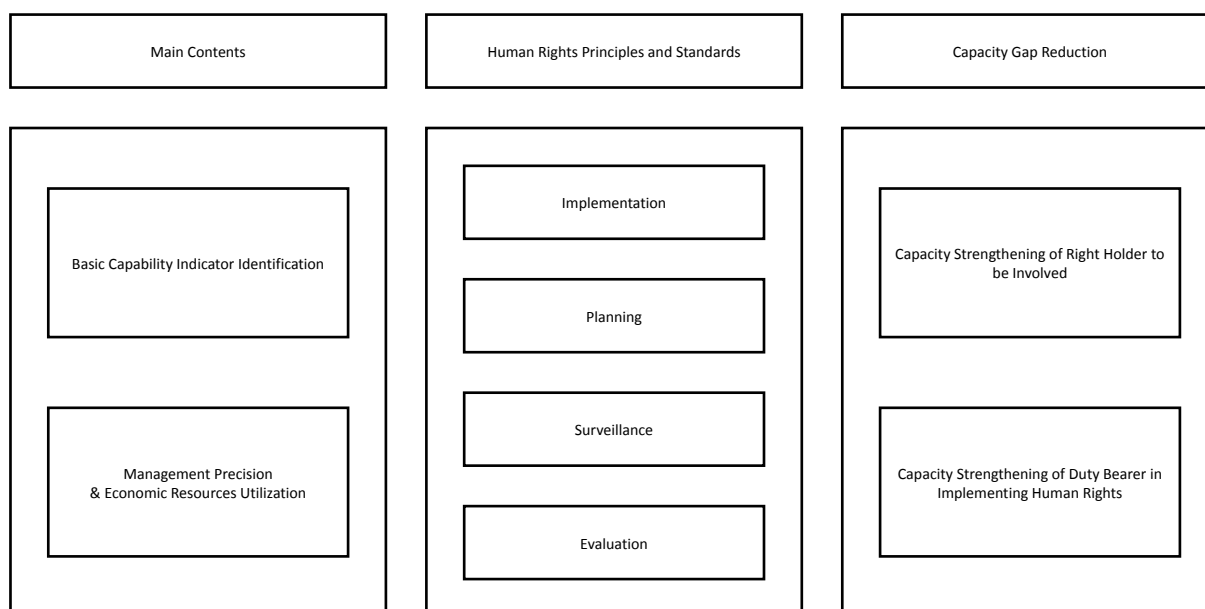 Main Contents
Human Rights Principles and Standards
Capacity Gap Reduction
Basic Capability Indicator Identification
Management Precision
& Economic Resources Utilization
Implementation
Planning
Surveillance
Evaluation
Capacity Strengthening of Right Holder to
be Involved
Capacity Strengthening of Duty Bearer in
Implementing Human Rights